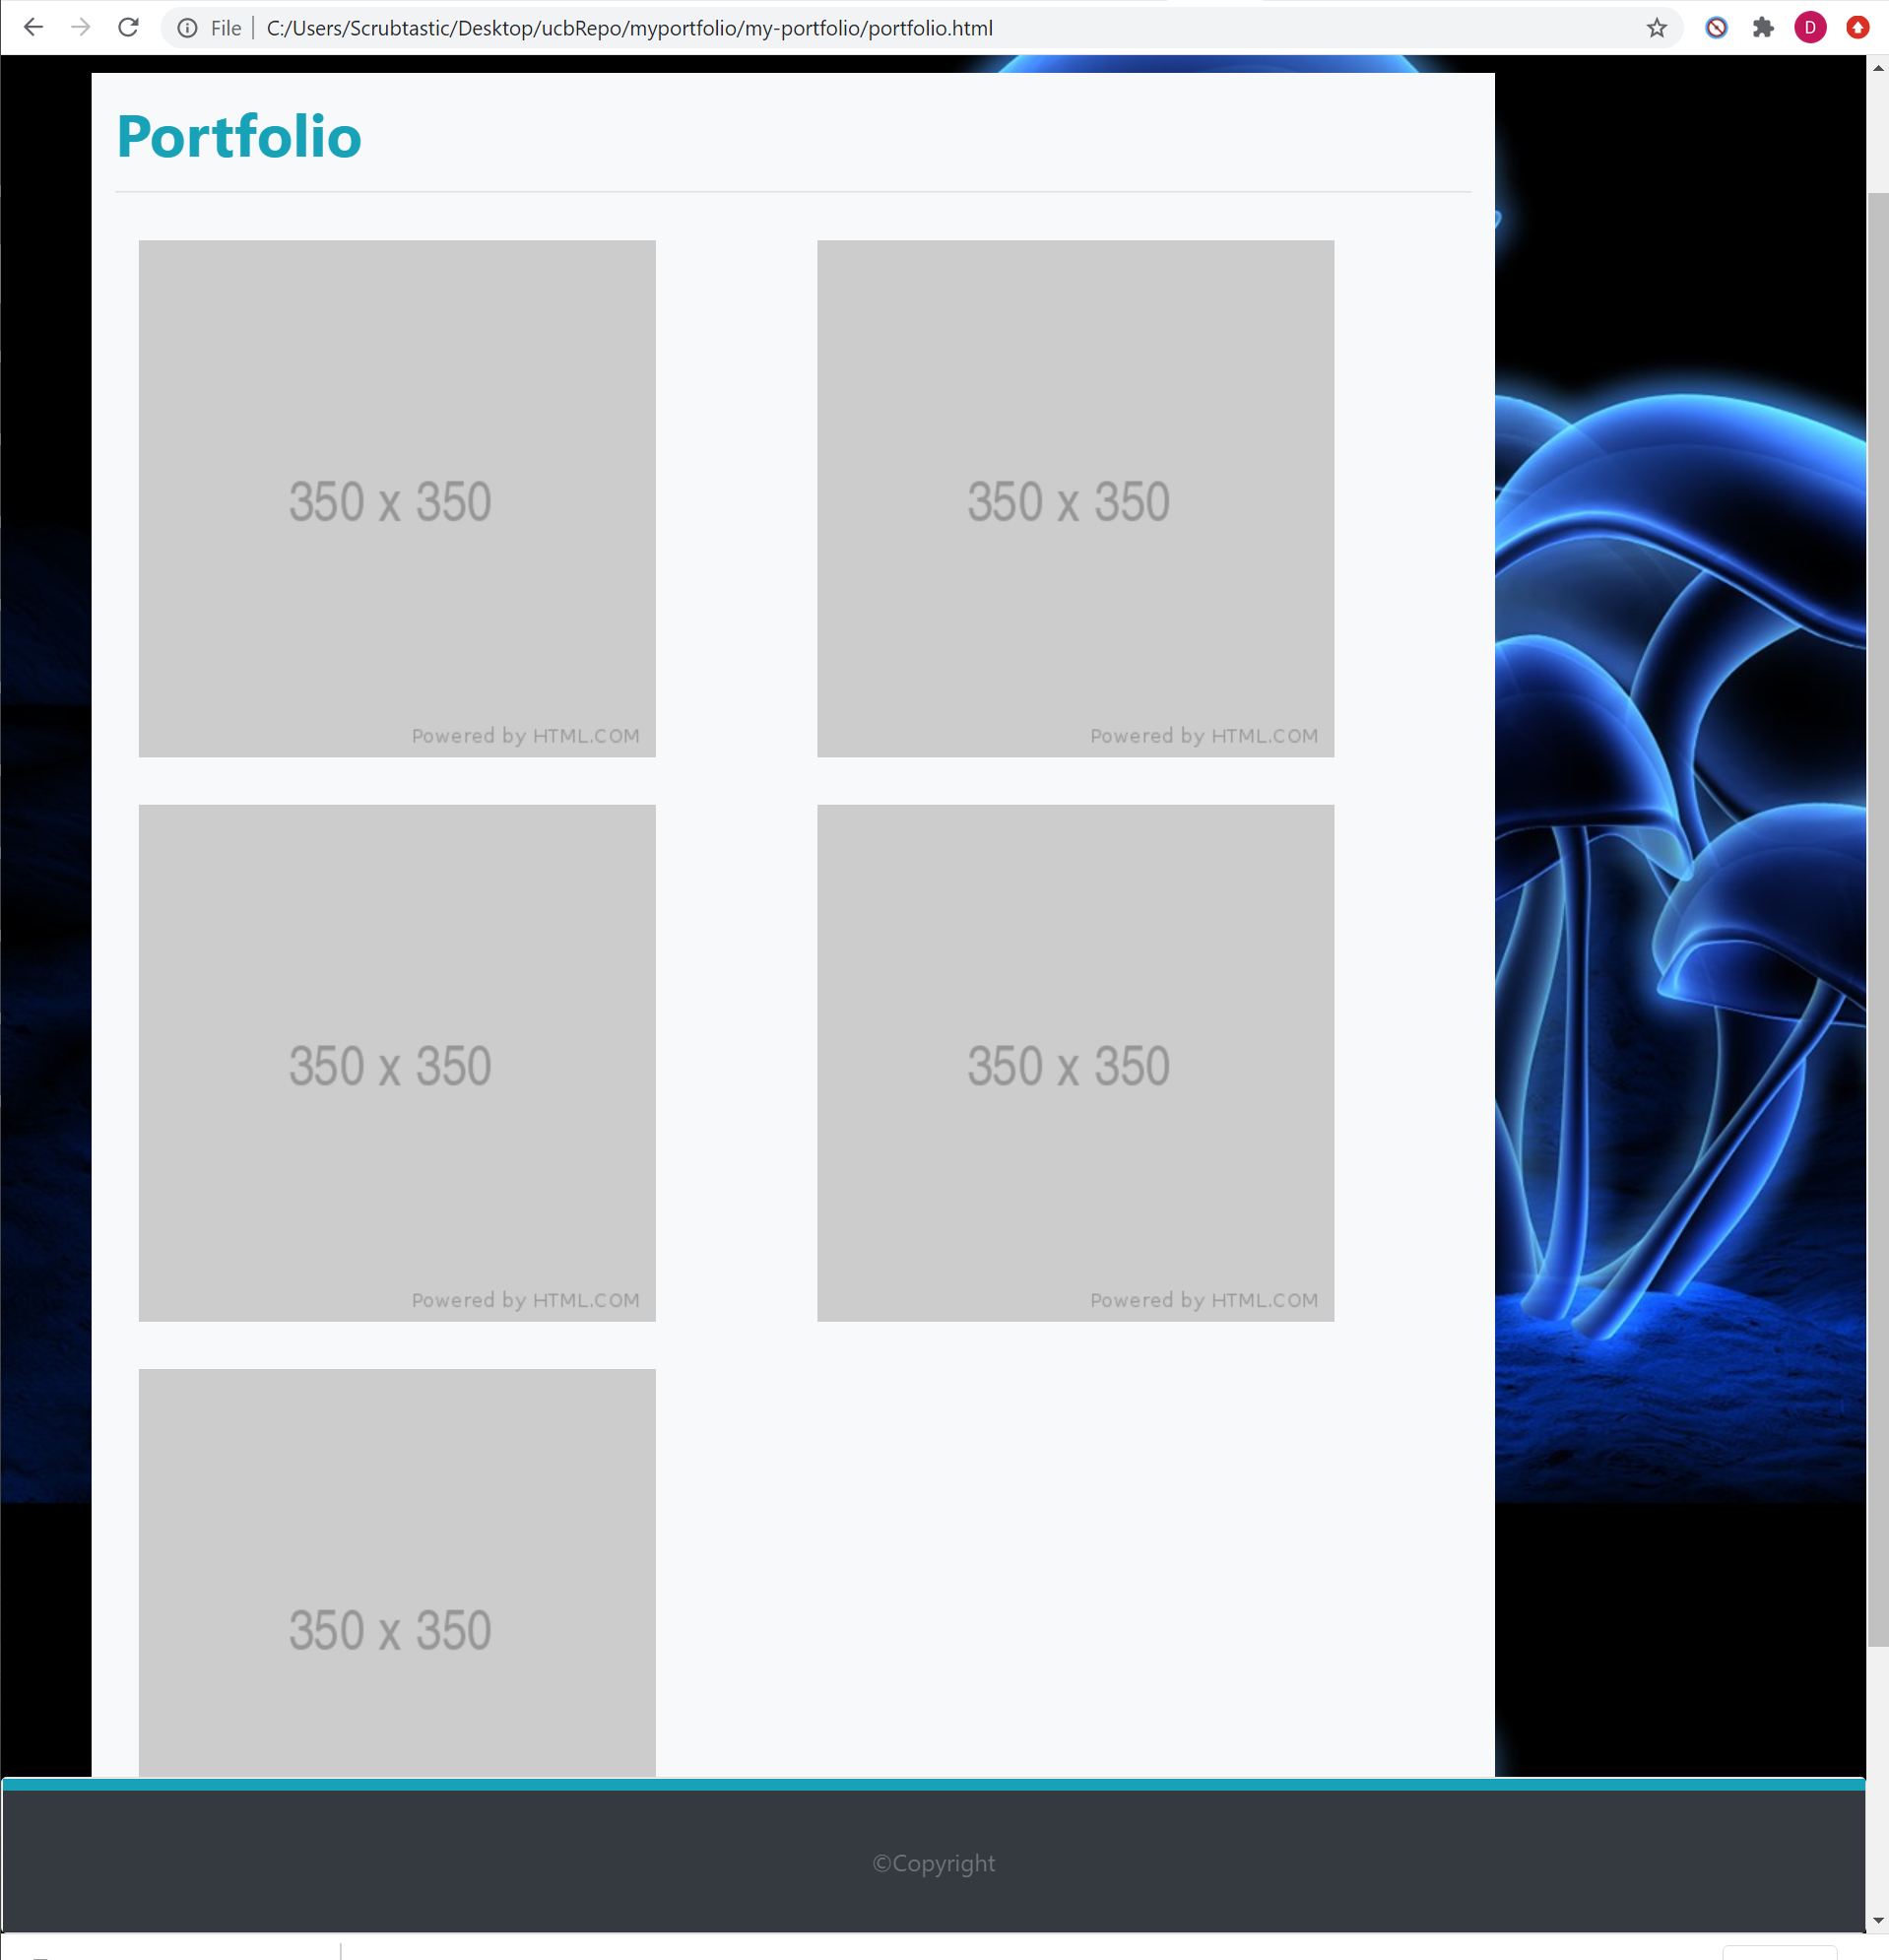 File C:/Users/Scrubtastic/Desktop/ucbRepo/myportfolio/my-portfolio/portfolio.html
D
Portfolio
350 x 350
Powered by HTML.COM
350 x 350
Powered by HTML.COM
350 x 350
Powered by HTML.COM
350 x 350
Powered by HTML.COM
350 x 350
©Copyright